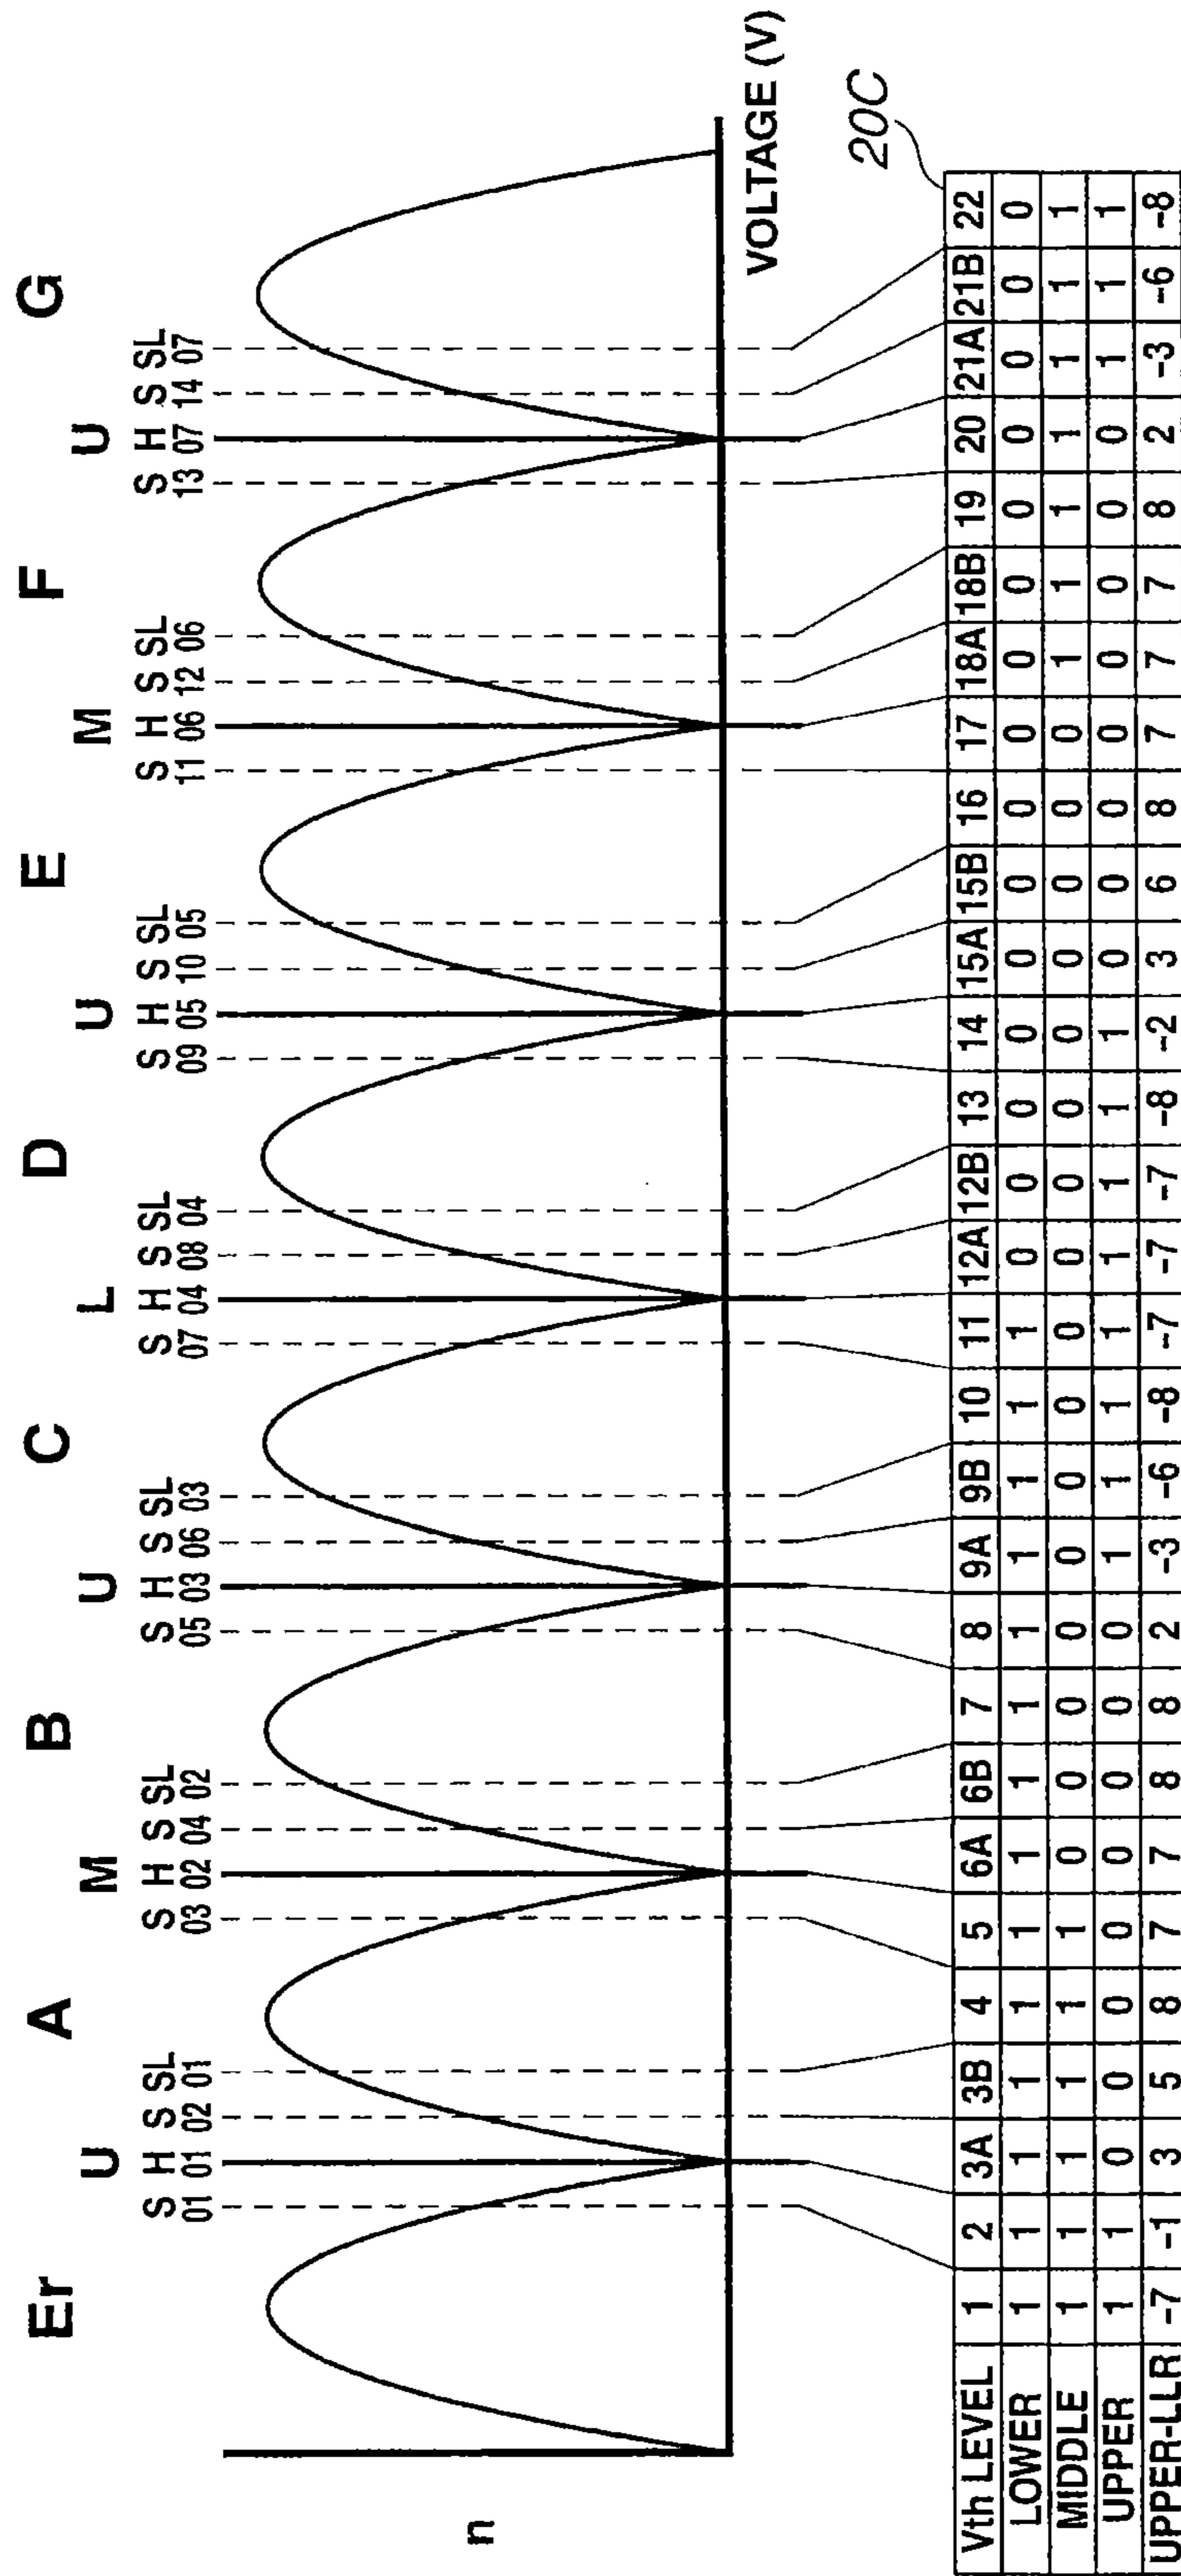 Er A B C D E F G
U M U L U M U
S H S SL S H S SL S H S SL S H S SL S H S SL S H S SL S H S SL
01 01 02 01 03 02 04 02 05 03 06 03 07 04 08 04 09 05 10 05 11 06 12 06 13 07 14 07
n
VOLTAGE (V)
20C
Vth LEVEL 1 2 3A 3B 4 5 6A 6B 7 8 9A 9B 10 11 12A 12B 13 14 15A 15B 16 17 18A 18B 19 20 21A 21B 22
LOWER 1 1 1 1 1 1 1 1 1 1 1 1 1 1 0 0 0 0 0 0 0 0 0 0 0 0 0 0 0
MIDDLE 1 1 1 1 1 1 0 0 0 0 0 0 0 0 0 0 0 0 0 0 0 0 1 1 1 1 1 1 1
UPPER 1 1 0 0 0 0 0 0 0 0 1 1 1 1 1 1 1 1 0 0 0 0 0 0 0 0 1 1 1
UPPER-LLR -7 -1 3 5 8 7 7 8 8 2 -3 -6 -8 -7 -7 -7 -8 -2 3 6 8 7 7 7 8 2 -3 -6 -8